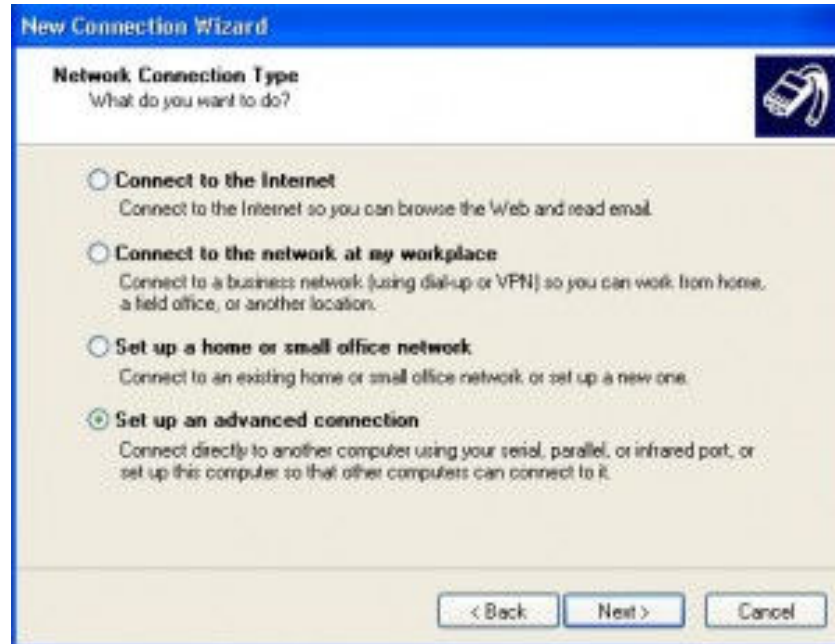 New Connection Wizard
Network Connection Type
What do you want to do?
Connect to the Internet
Connect to the Internet so you can browse the Web and read email.
Connect to the network at my workplace
Connect to a business network (using dial-up or VPN) so you can work from home,
a field office, or another location.
Set up a home or small office network
Connect to an existing home or small office network or set up a new one.
Set up an advanced connection
Connect directly to another computer using your serial, parallel, or infrared port, or
set up this computer so that other computers can connect to it.
< Back
Next >
Cancel